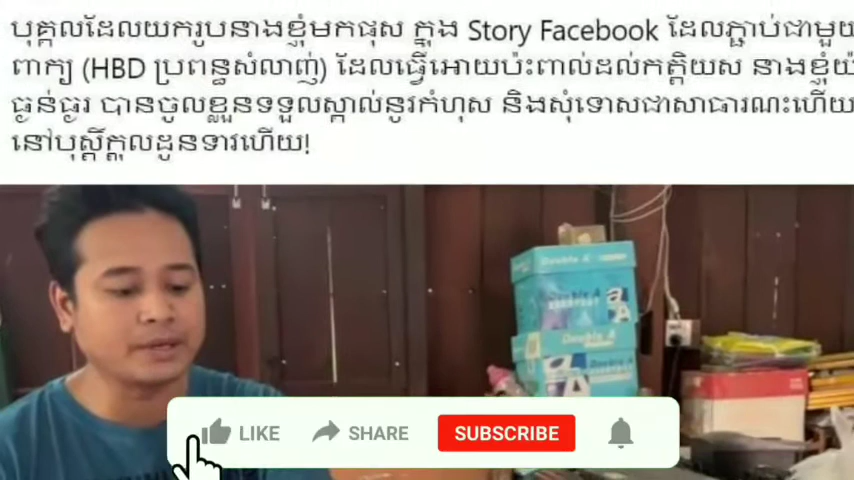 បុគ្គលដែលយករូបនាងខ្ញុំមកផុស ក្នុង Story Facebook ដែលភ្ជាប់ជាមួយ
ពាក្យ (HBD ប្រពន្ធសំលាញ់) ដែលធ្វើអោយប៉ះពាល់ដល់កត្តិយស នាងខ្ញុំយ៉
ធ្ងន់ធ្ងរ បានចូលខ្លួនទទួលស្គាល់នូវកំហុស និងសុំទោសជាសាធារណះហើយ
នៅបុស្តិ៍ក្តុលដូនទាវហើយ!
Double A
Double A
a
A
Double A
LIKE
SHARE
SUBSCRIBE